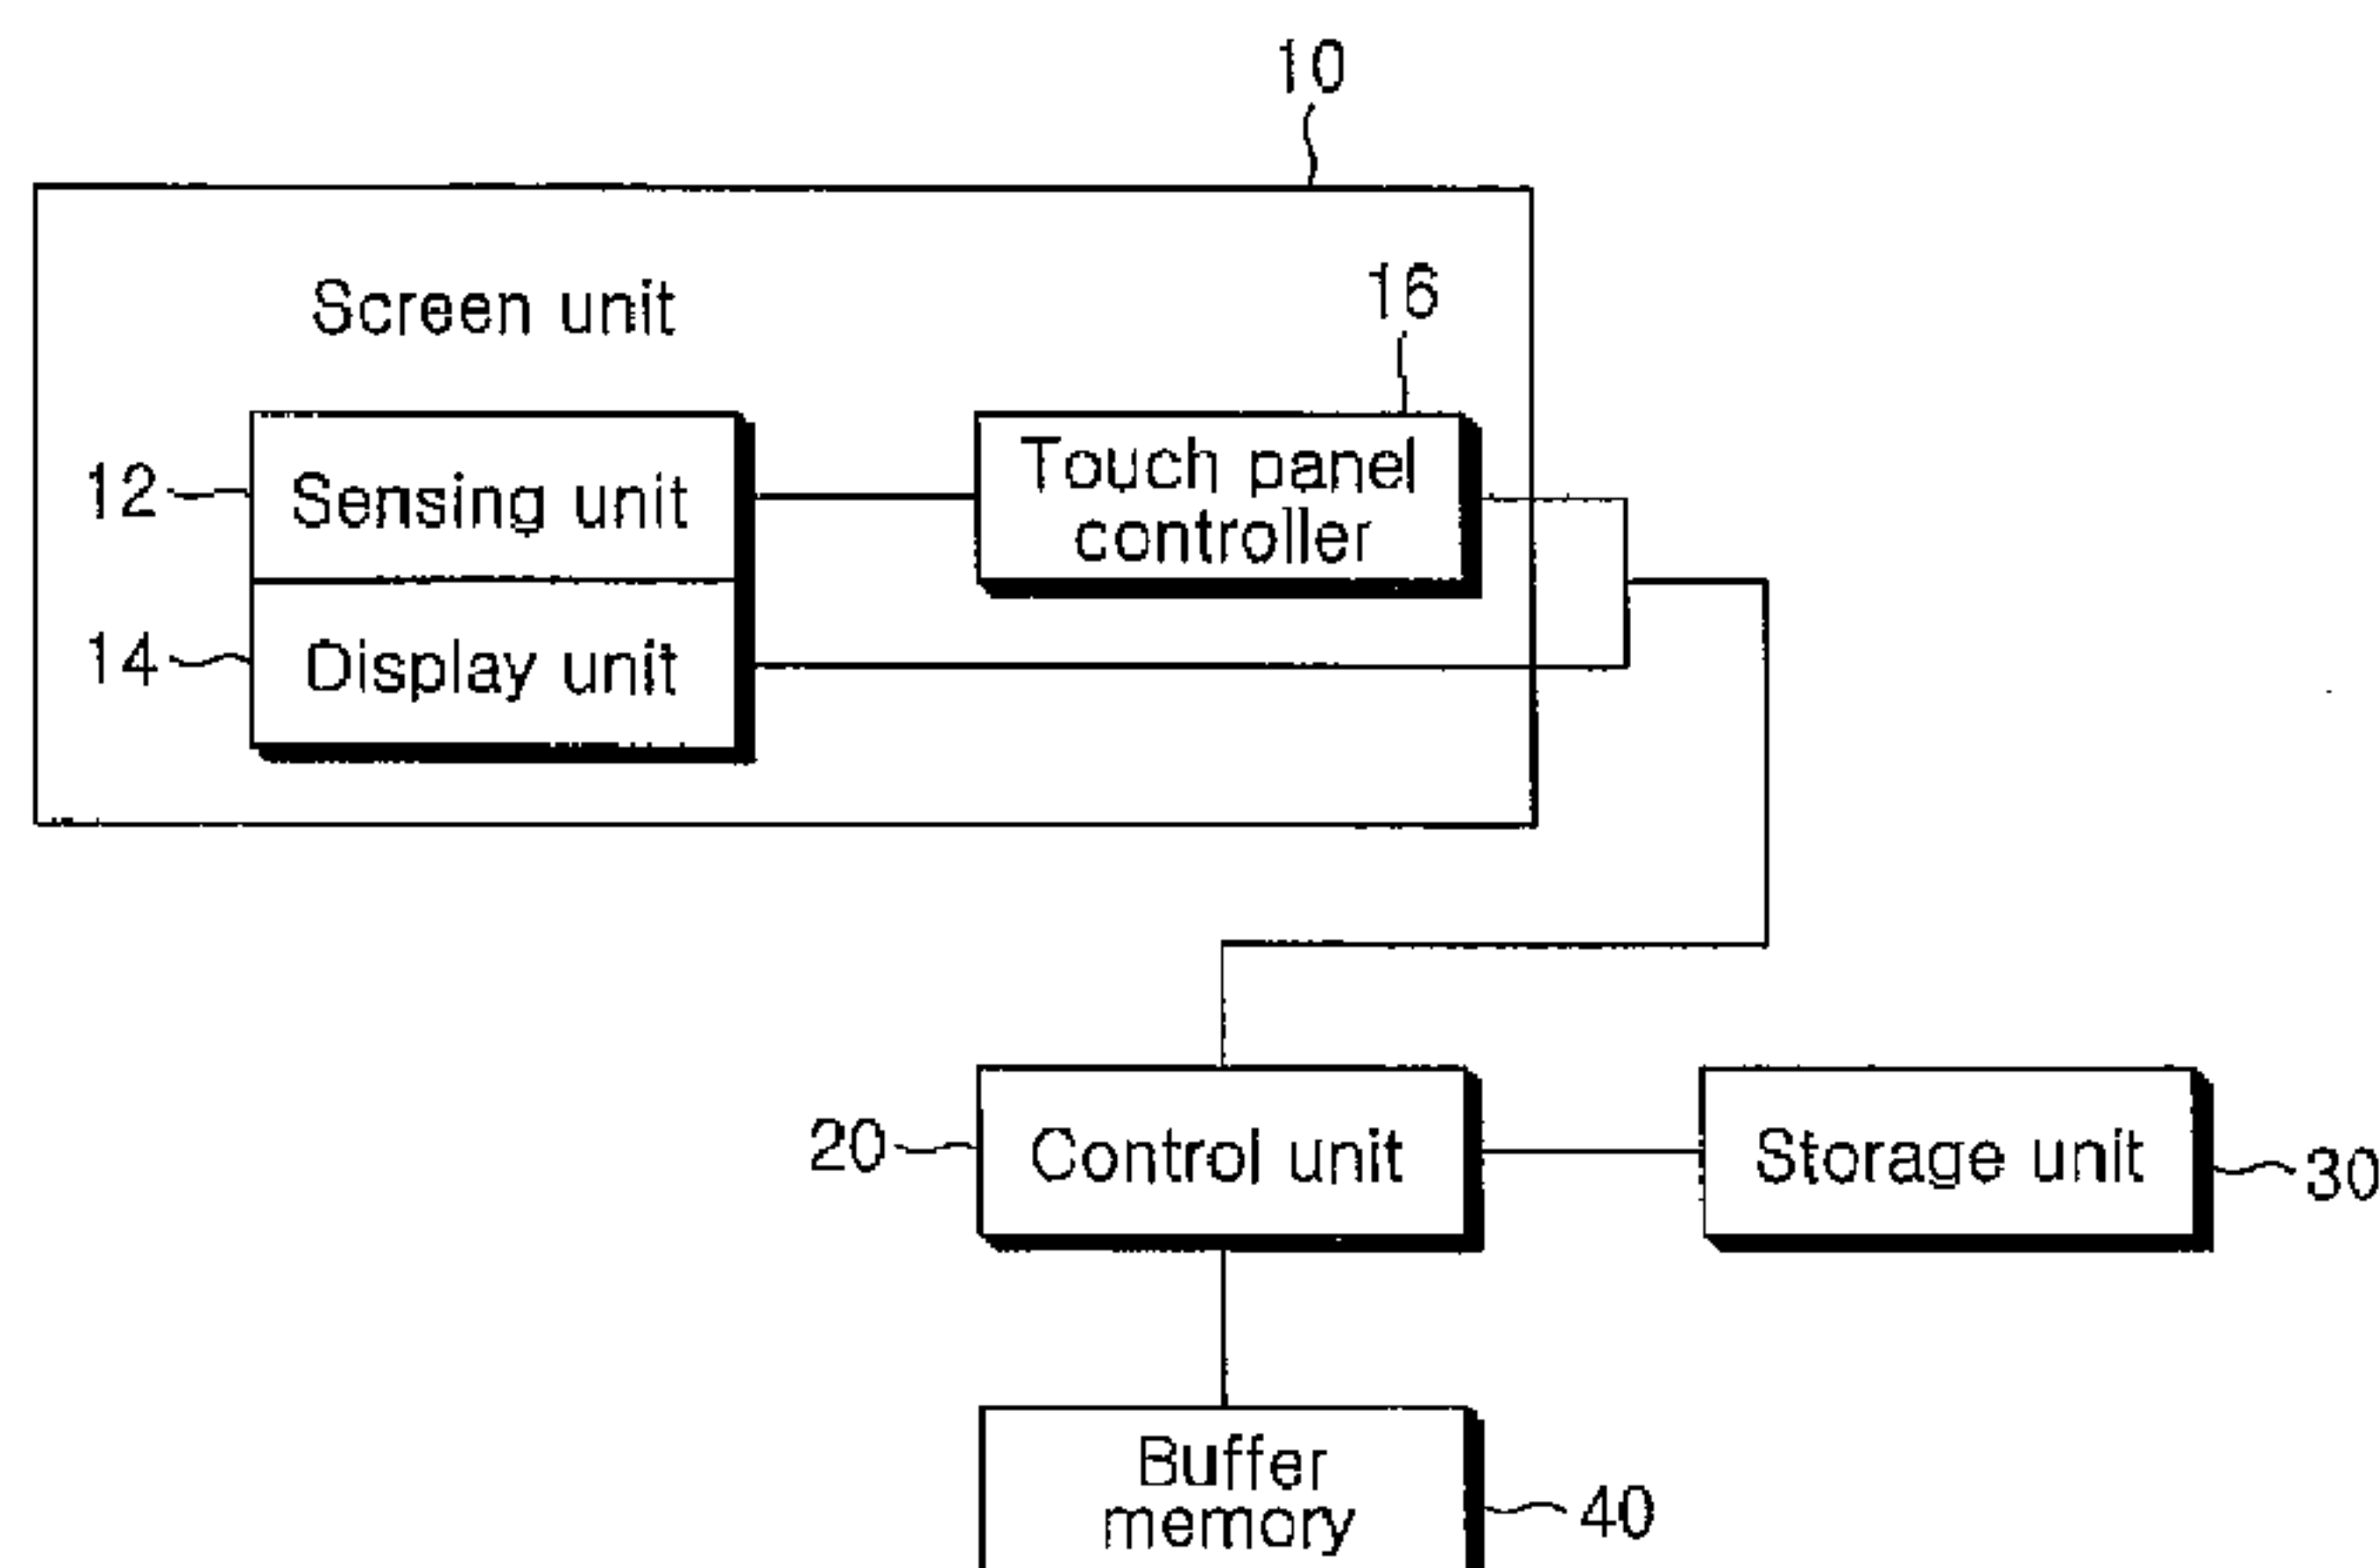 10
Screen unit
16
12
Sensing unit
Touch panel
controller
14
Display unit
20
Control unit
Storage unit
30
Buffer
memory
40